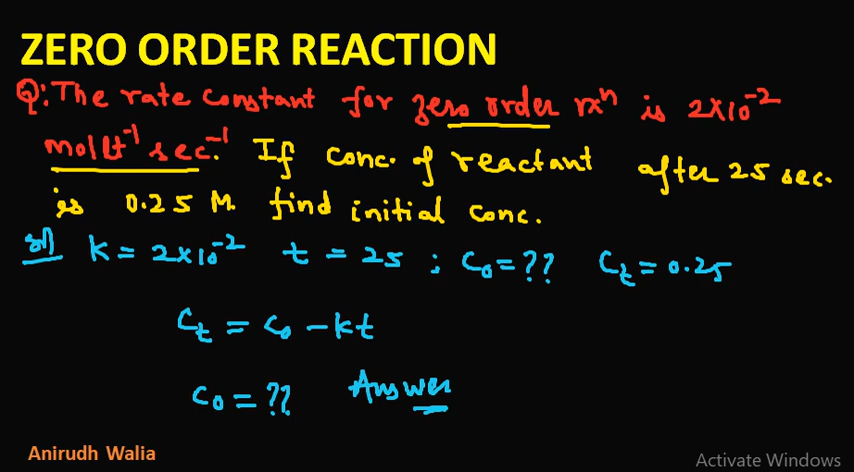 ZERO ORDER REACTION
Q: The rate constant for zero order rxⁿ is 2×10⁻²
mol lt⁻¹ sec⁻¹. If conc. of reactant after 25 sec.
is 0.25 M. find initial conc.
Sol) K = 2×10⁻² t = 25 ; C₀ = ?? Cₜ = 0.25
Cₜ = C₀ – kt
C₀ = ?? Answer
Anirudh Walia
Activate Windows